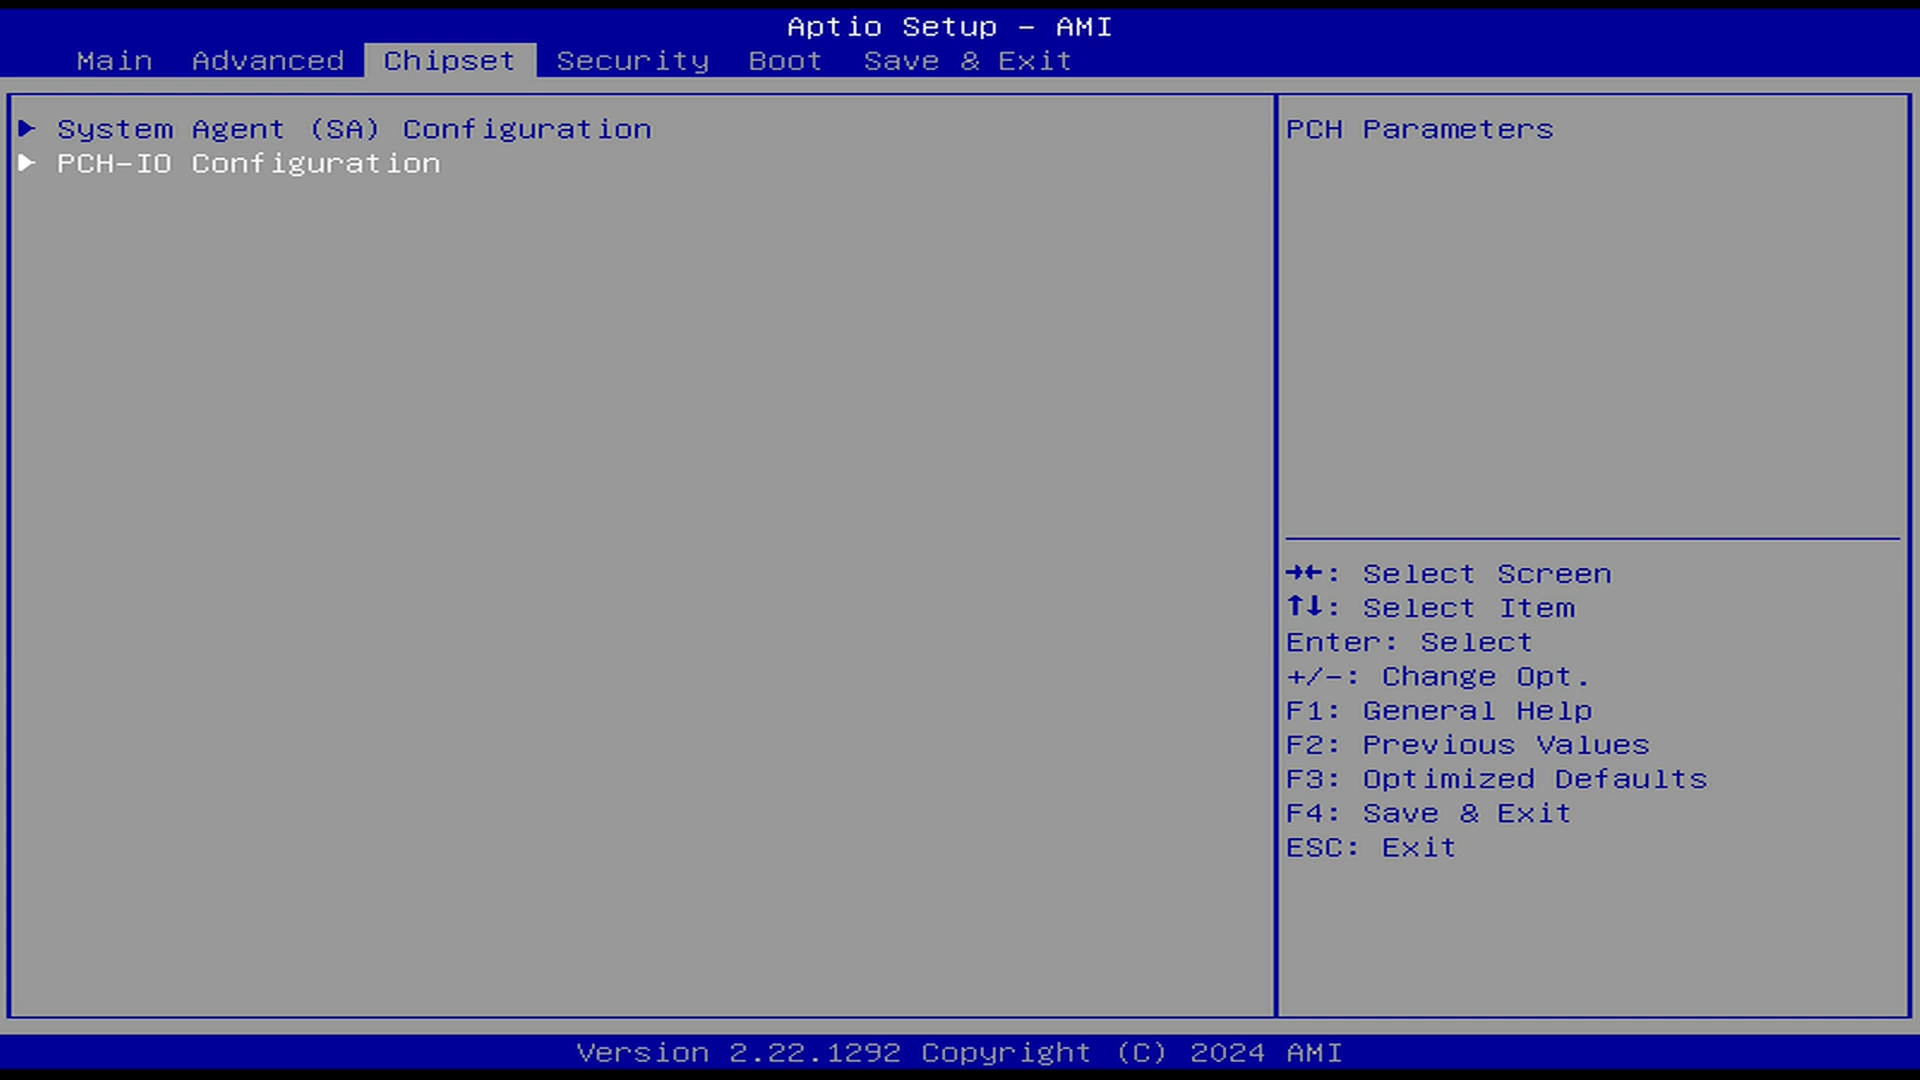 Aptio Setup - AMI
Main Advanced Chipset Security Boot Save & Exit
▶ System Agent (SA) Configuration
▶ PCH-IO Configuration
PCH Parameters
→←: Select Screen
↑↓: Select Item
Enter: Select
+/-: Change Opt.
F1: General Help
F2: Previous Values
F3: Optimized Defaults
F4: Save & Exit
ESC: Exit
Version 2.22.1292 Copyright (C) 2024 AMI